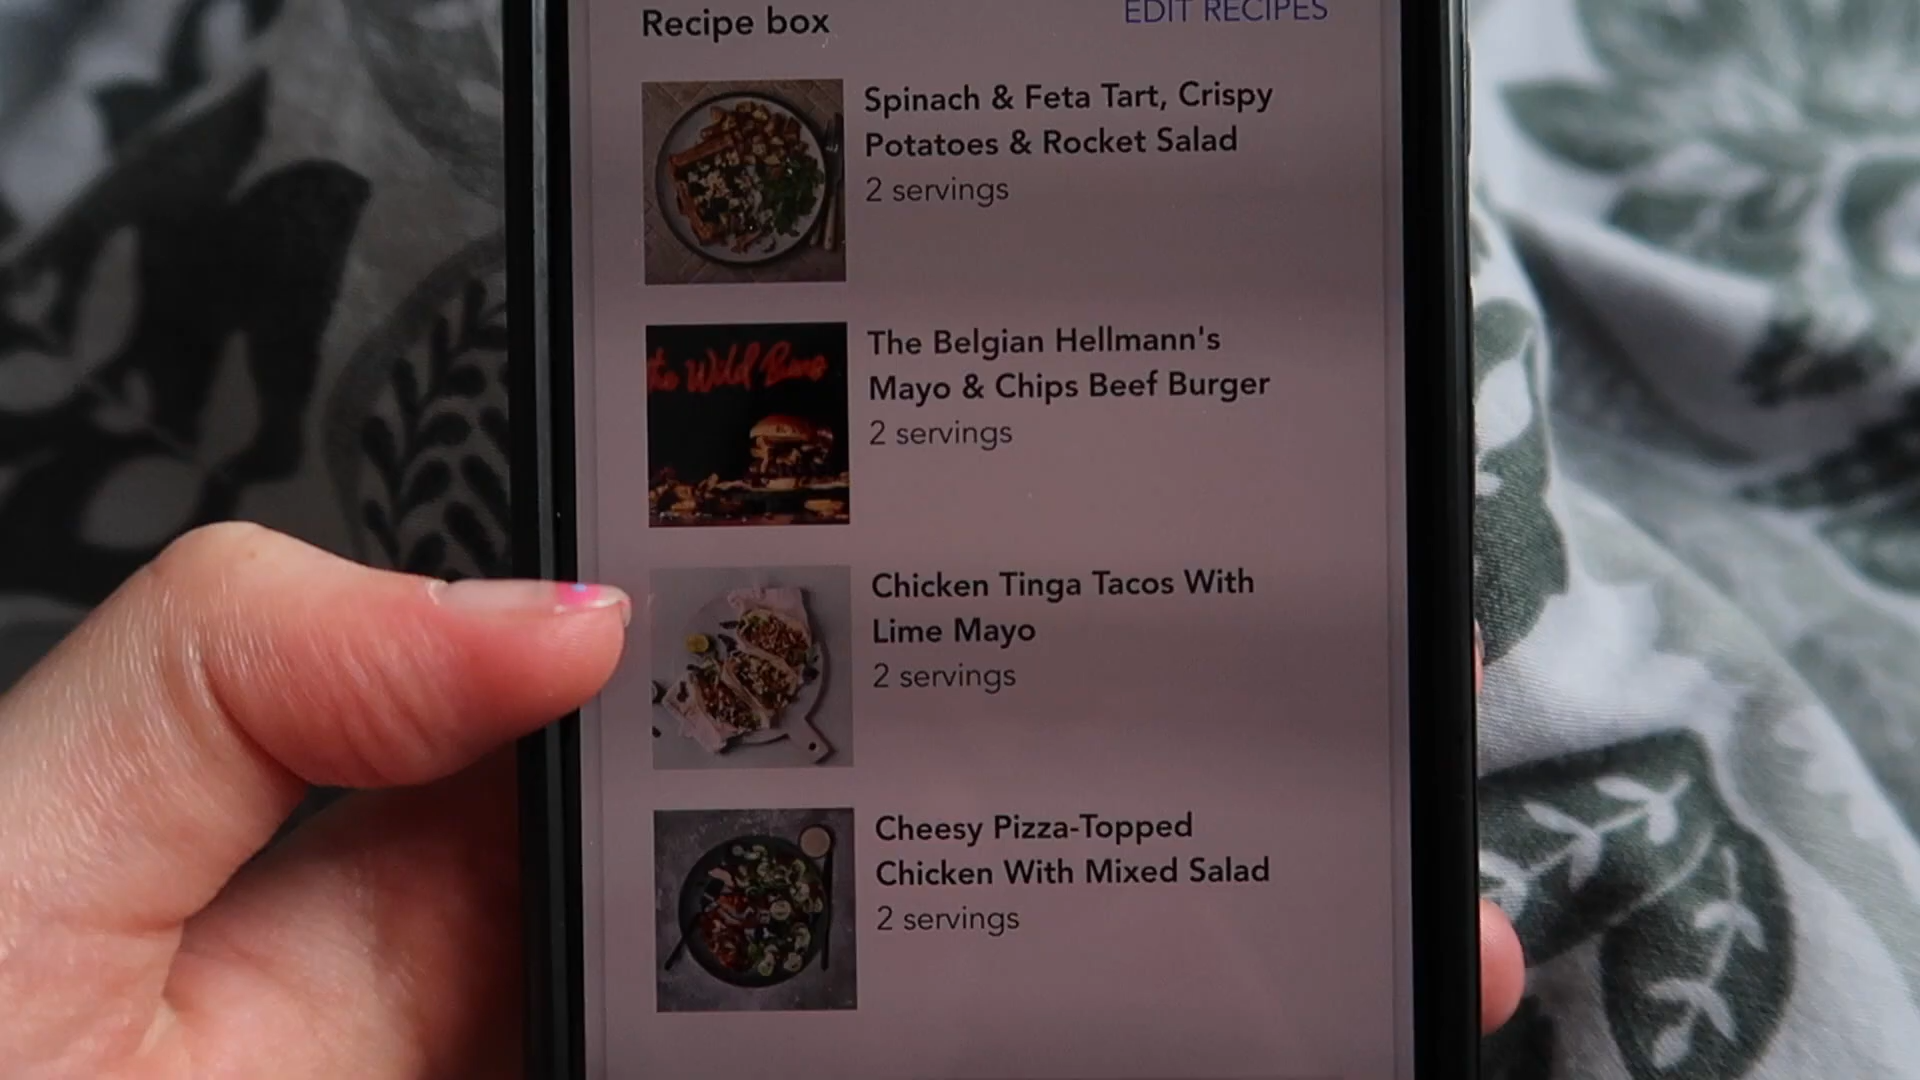 Recipe box
EDIT RECIPES
Spinach & Feta Tart, Crispy
Potatoes & Rocket Salad
2 servings
The Belgian Hellmann's
Mayo & Chips Beef Burger
2 servings
Wild Buns
Chicken Tinga Tacos With
Lime Mayo
2 servings
Cheesy Pizza-Topped
Chicken With Mixed Salad
2 servings